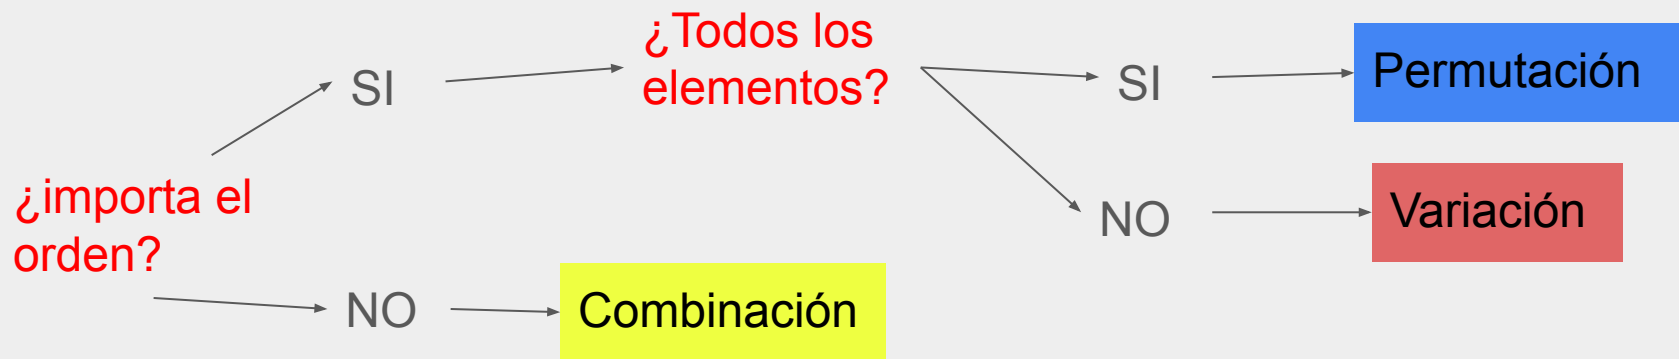 ¿Todos los
elementos?
SI
SI
Permutación
¿importa el
orden?
NO
Variación
NO
Combinación